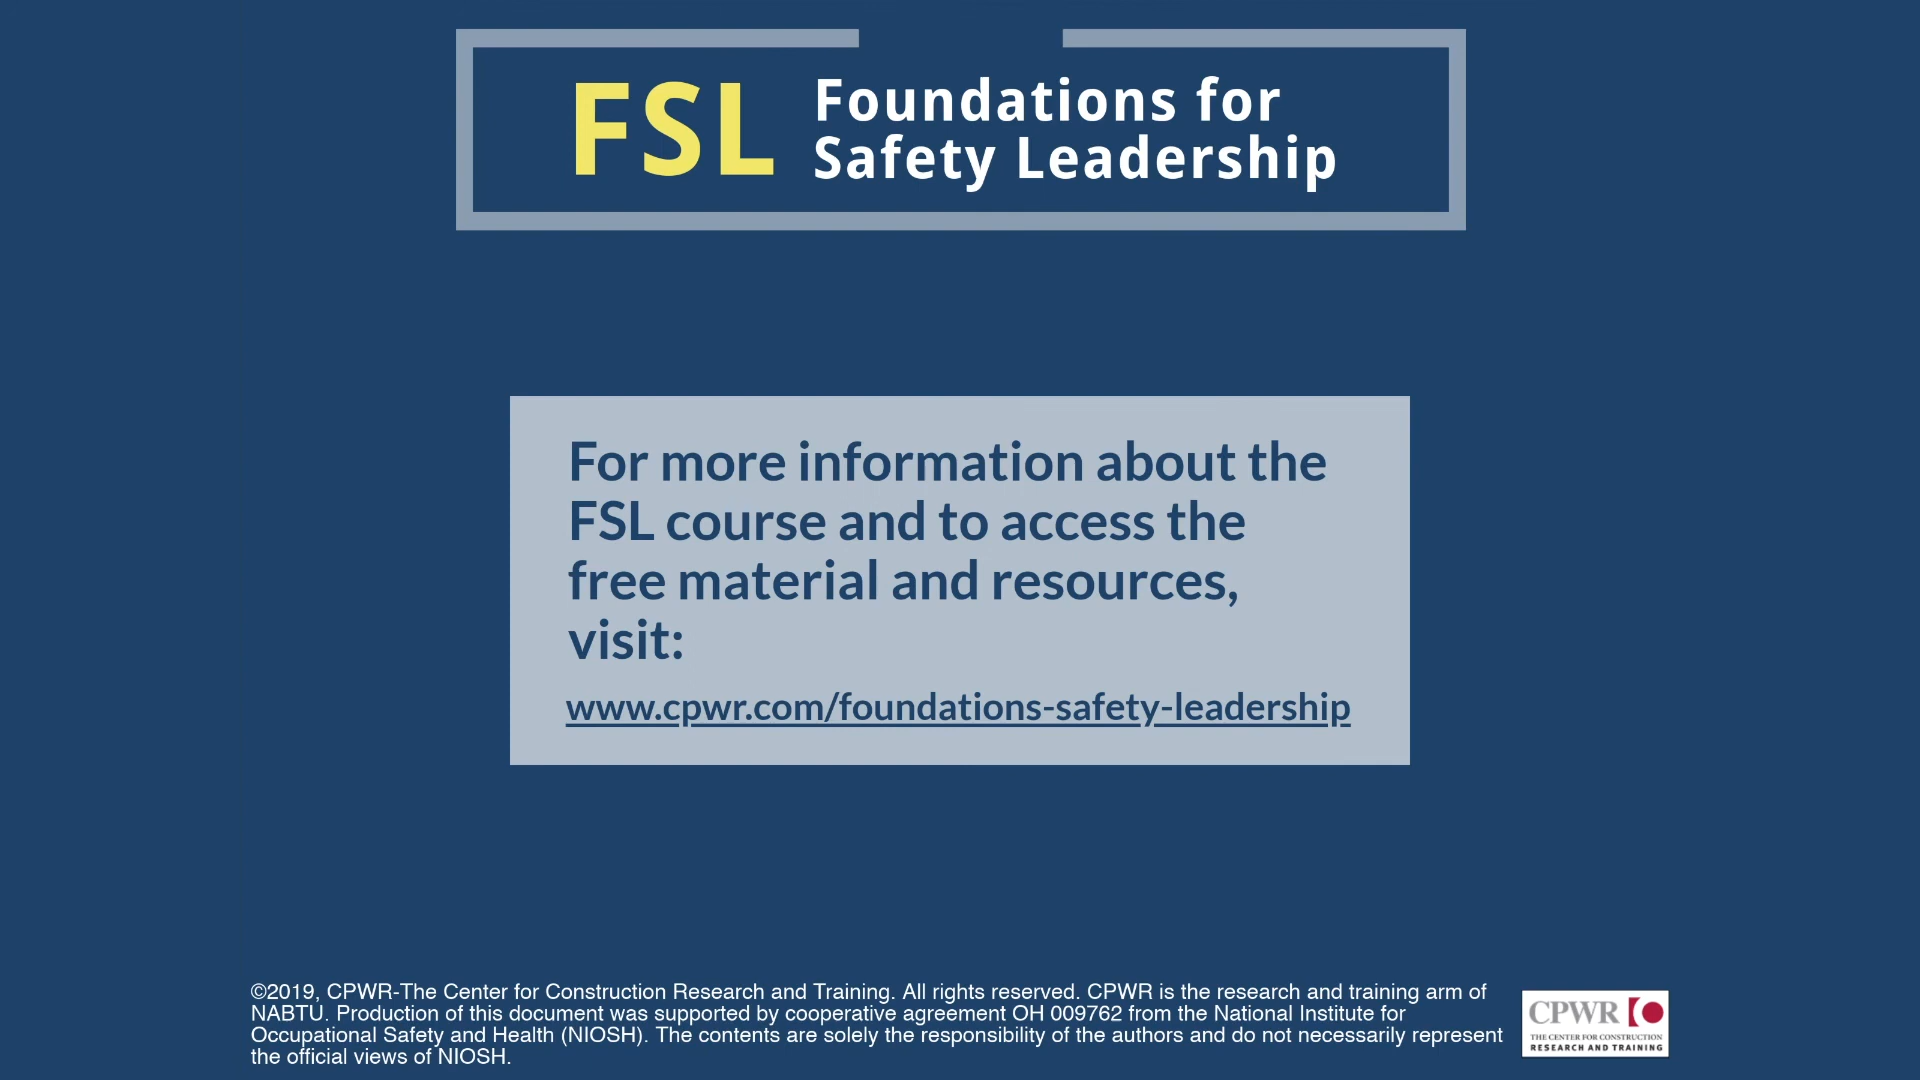 FSL
Foundations for
Safety Leadership
For more information about the
FSL course and to access the
free material and resources,
visit:
www.cpwr.com/foundations-safety-leadership
©2019, CPWR-The Center for Construction Research and Training. All rights reserved. CPWR is the research and training arm of
NABTU. Production of this document was supported by cooperative agreement OH 009762 from the National Institute for
Occupational Safety and Health (NIOSH). The contents are solely the responsibility of the authors and do not necessarily represent
the official views of NIOSH.
CPWR
THE CENTER FOR CONSTRUCTION
RESEARCH AND TRAINING